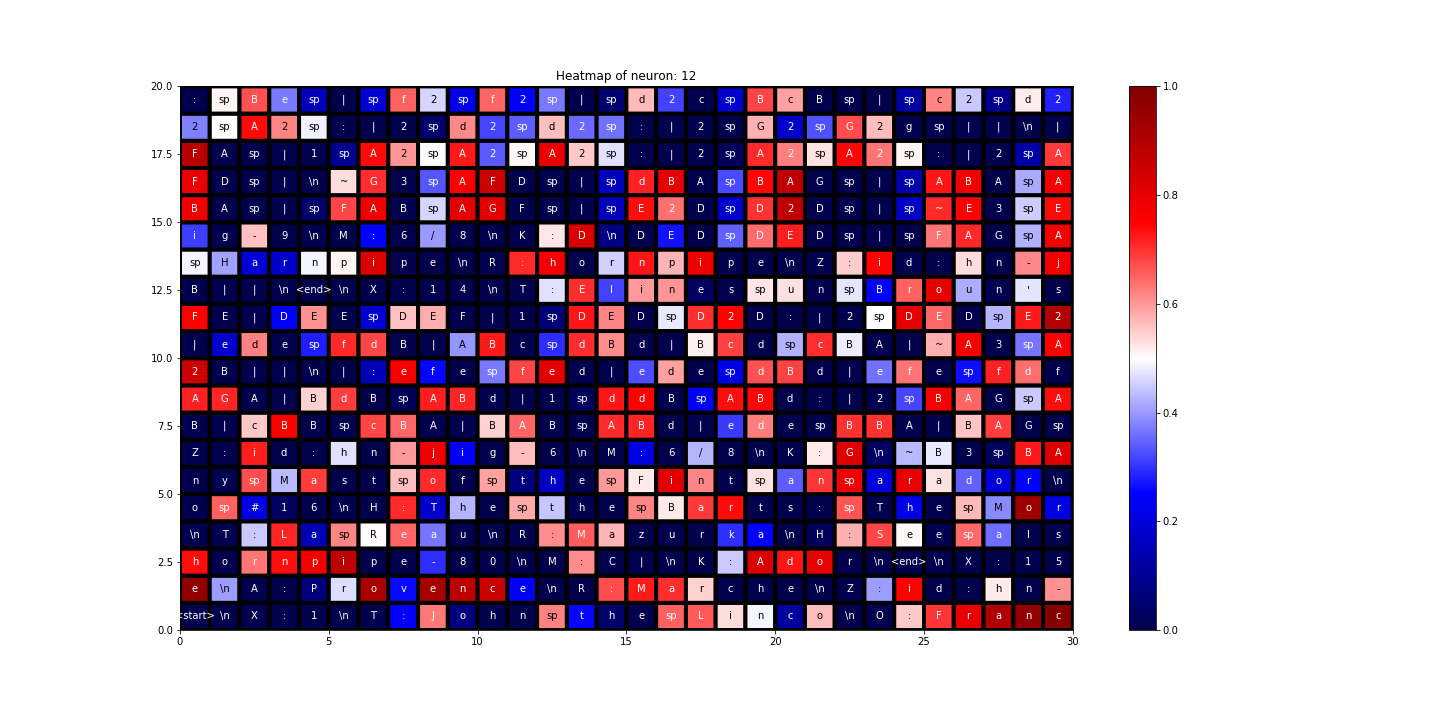 Heatmap of neuron: 12
20.0
17.5
15.0
12.5
10.0
7.5
5.0
2.5
0.0
: sp B e sp | sp f 2 sp f 2 sp | sp d 2 c sp B c B sp | sp c 2 sp d 2
2 sp A 2 sp : | 2 sp d 2 sp d 2 sp : | 2 sp G 2 sp G 2 g sp | | \n |
F A sp | 1 sp A 2 sp A 2 sp A 2 sp : | 2 sp A 2 sp A 2 sp : | 2 sp A
F D sp | \n ~ G 3 sp A F D sp | sp d B A sp B A G sp | sp A B A sp A
B A sp | sp F A B sp A G F sp | sp E 2 D sp D 2 D sp | sp ~ E 3 sp E
i g - 9 \n M : 6 / 8 \n K : D \n D E D sp D E D sp | sp F A G sp A
sp H a r n p i p e \n R : h o r n p i p e \n Z : i d : h n - j
B | | \n <end> \n X : 1 4 \n T : E l i n e s sp u n sp B r o u n ' s
F E | D E E sp D E F | 1 sp D E D sp D 2 D : | 2 sp D E D sp E 2
| e d e sp f d B | A B c sp d B d | B c d sp c B A | ~ A 3 sp A
2 B | | \n | : e f e sp f e d | e d e sp d B d | e f e sp f d f
A G A | B d B sp A B d | 1 sp d d B sp A B d : | 2 sp B A G sp A
B | c B B sp c B A | B A B sp A B d | e d e sp B B A | B A G sp
Z : i d : h n - j i g - 6 \n M : 6 / 8 \n K : G \n ~ B 3 sp B A
n y sp M a s t sp o f sp t h e sp F i n t sp a n sp a r a d o r \n
o sp # 1 6 \n H : T h e sp t h e sp B a r t s : sp T h e sp M o r
\n T : L a sp R e a u \n R : M a z u r k a \n H : S e e sp a l s
h o r n p i p e - 8 0 \n M : C | \n K : A d o r \n <end> \n X : 1 5
e \n A : P r o v e n c e \n R : M a r c h e \n Z : i d : h n -
<start> \n X : 1 \n T : J o h n sp t h e sp L i n c o \n O : F r a n c
0 5 10 15 20 25 30
1.0
0.8
0.6
0.4
0.2
0.0